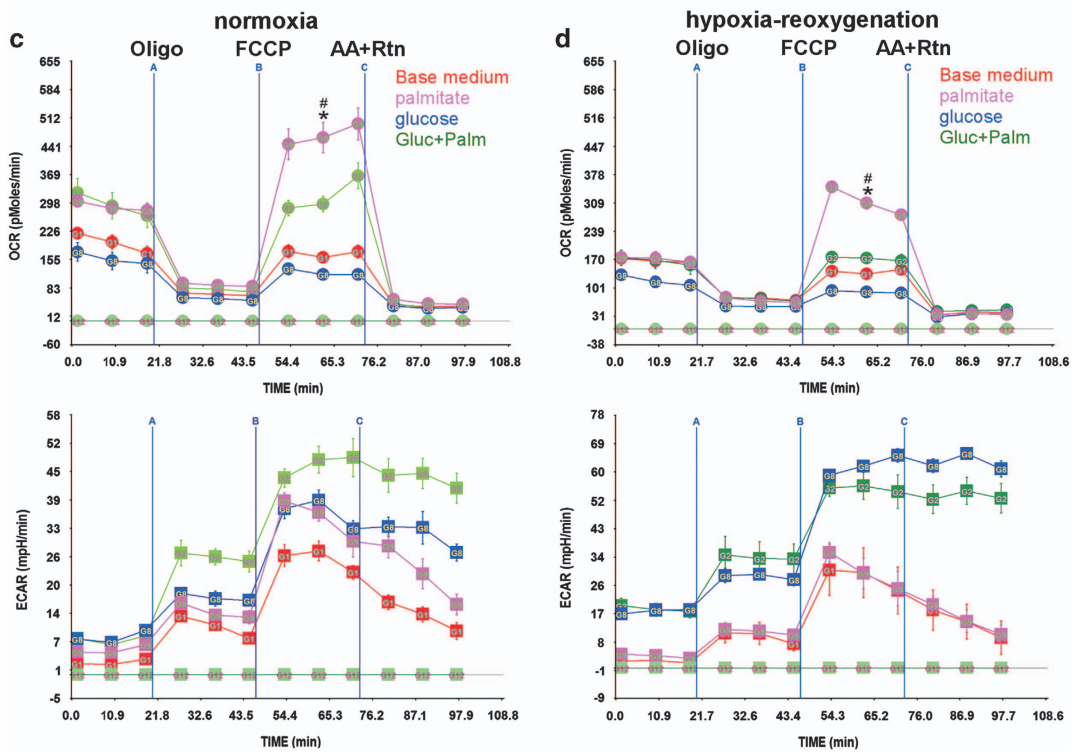 c
normoxia
Oligo FCCP AA+Rtn
A B C
Base medium
palmitate
glucose
Gluc+Palm
#
*
OCR (pMoles/min)
655
584
512
441
369
298
226
155
83
12
-60
0.0 10.9 21.8 32.6 43.5 54.4 65.3 76.2 87.0 97.9 108.8
TIME (min)
d
hypoxia-reoxygenation
Oligo FCCP AA+Rtn
A B C
Base medium
palmitate
glucose
Gluc+Palm
#
*
OCR (pMoles/min)
655
586
516
447
378
309
239
170
101
31
-38
0.0 10.9 21.7 32.6 43.4 54.3 65.2 76.0 86.9 97.7 108.6
TIME (min)
A B C
ECAR (mpH/min)
58
52
45
39
33
26
20
14
7
1
-5
0.0 10.9 21.8 32.6 43.5 54.4 65.3 76.2 87.0 97.9 108.8
TIME (min)
A B C
ECAR (mpH/min)
78
69
60
52
43
34
26
17
8
-1
-9
0.0 10.9 21.7 32.6 43.4 54.3 65.2 76.0 86.9 97.7 108.6
TIME (min)